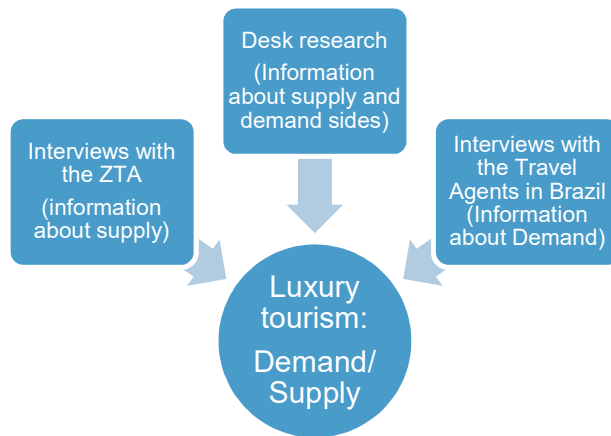 Desk research
(Information
about supply and
demand sides)
Interviews with
the ZTA
(information
about supply)
Interviews with
the Travel
Agents in Brazil
(Information
about Demand)
Luxury
tourism:
Demand/
Supply